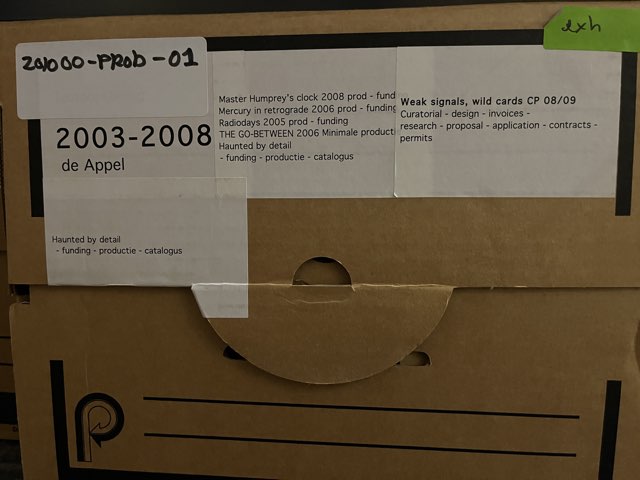 201000-PROD-01
exh
2003-2008
de Appel
Master Humprey's clock 2008 prod - fund
Mercury in retrograde 2006 prod - funding
Radiodays 2005 prod - funding
THE GO-BETWEEN 2006 Minimale producti
Haunted by detail
- funding - productie - catalogus
Weak signals, wild cards CP 08/09
Curatorial - design - invoices -
research - proposal - application - contracts -
permits
Haunted by detail
- funding - productie - catalogus